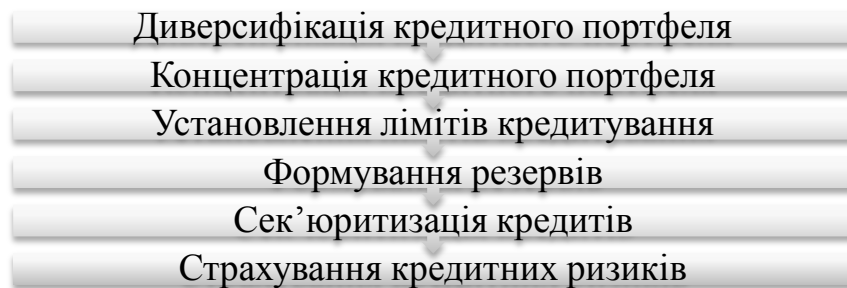 Диверсифікація кредитного портфеля
Концентрація кредитного портфеля
Установлення лімітів кредитування
Формування резервів
Сек’юритизація кредитів
Страхування кредитних ризиків